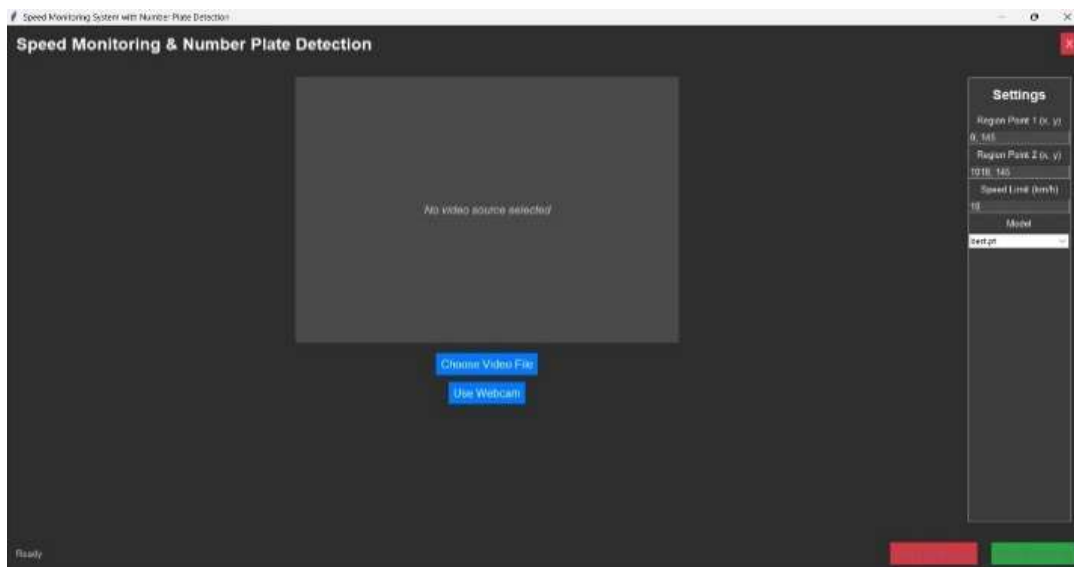 Speed Monitoring System with Number Plate Detection
Speed Monitoring & Number Plate Detection
X
Settings
Region Point 1 (x, y)
0, 145
Region Point 2 (x, y)
1018, 145
Speed Limit (km/h)
10
Model
best.pt
No video source selected
Choose Video File
Use Webcam
Ready